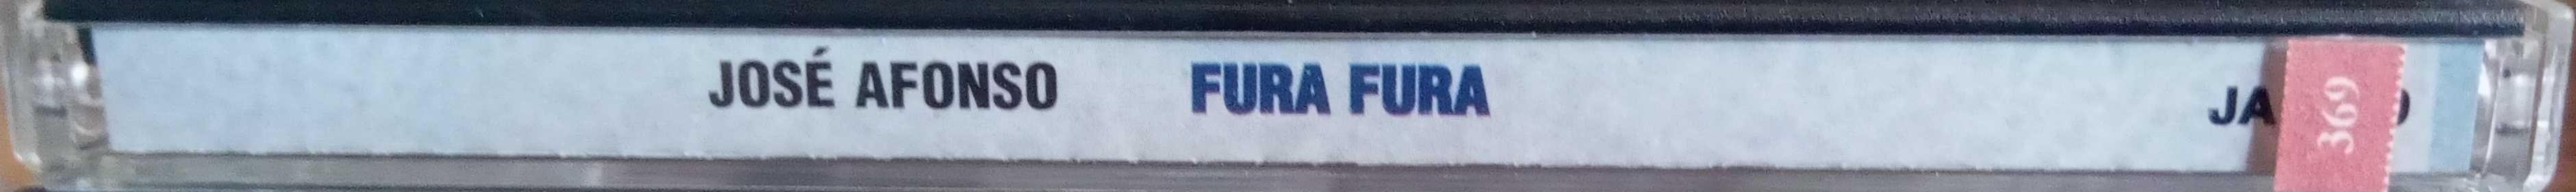 JOSÉ AFONSO FURA FURA
369